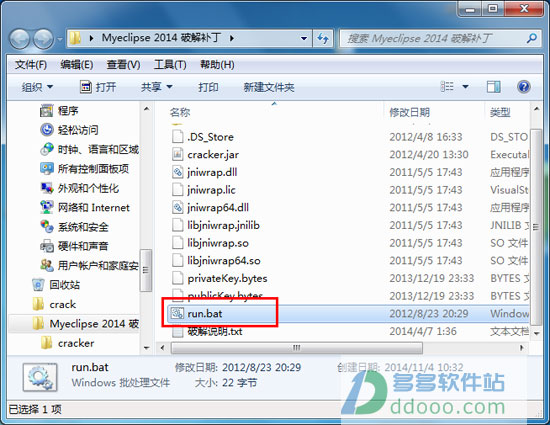 Myeclipse 2014 破解补丁
搜索 Myeclipse 2014 破解补丁
文件(F) 编辑(E) 查看(V) 工具(T) 帮助(H)
组织 打开 共享 打印 新建文件夹
名称 修改日期 类型
程序
轻松访问
时钟、语言和区域
所有控制面板项
外观和个性化
网络和 Internet
系统和安全
硬件和声音
用户帐户和家庭安
回收站
crack
Myeclipse 2014 破
cracker
.DS_Store 2012/4/8 16:33 DS_STO
cracker.jar 2012/4/20 13:30 Executal
jniwrap.dll 2011/5/5 17:43 应用程序
jniwrap.lic 2011/5/5 17:43 VisualSt
jniwrap64.dll 2011/5/5 17:43 应用程序
libjniwrap.jnilib 2011/5/5 17:43 JNILIB 文
libjniwrap.so 2011/5/5 17:43 SO 文件
libjniwrap64.so 2011/5/5 17:43 SO 文件
privateKey.bytes 2013/12/19 23:33 BYTES 文
publicKey.bytes 2013/12/19 23:33 BYTES 文
run.bat 2012/8/23 20:29 Window
破解说明.txt 2014/4/7 1:36 文本文档
run.bat 修改日期: 2012/8/23 20:29 创建日期: 2014/11/4 10:32
Windows 批处理文件 大小: 22 字节
已选择 1 项
多多软件站
ddooo.com